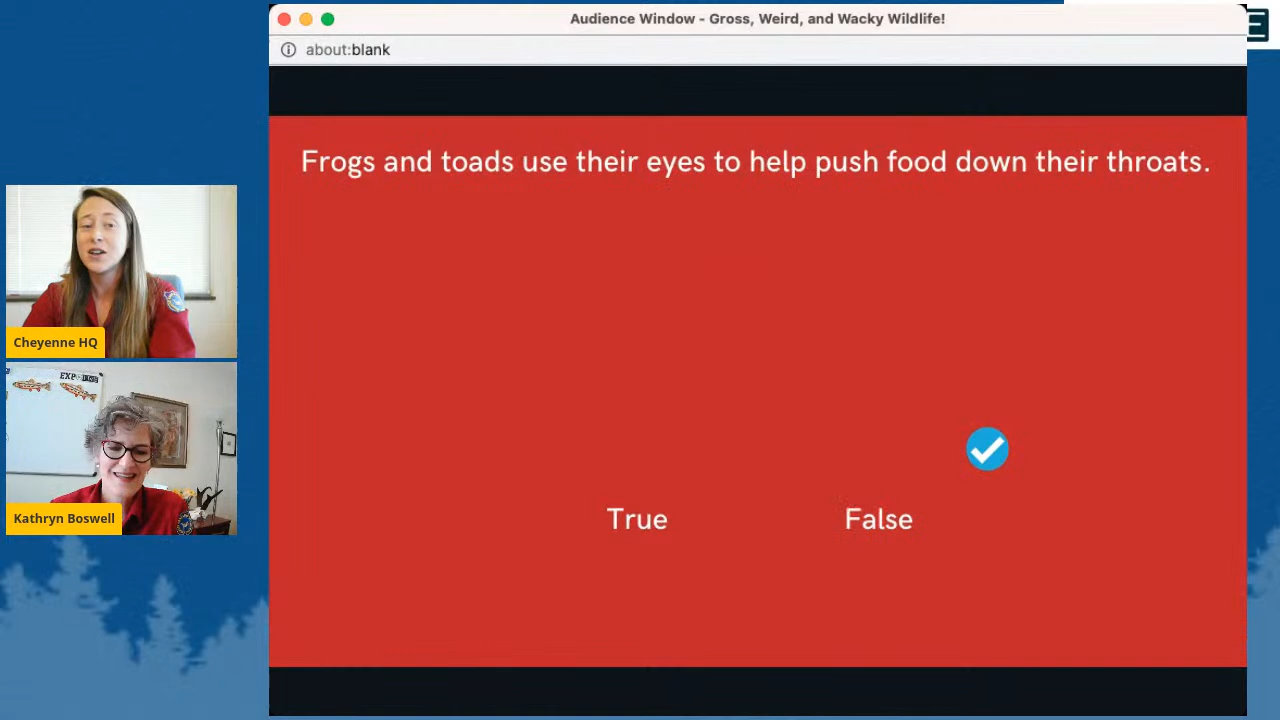 Audience Window - Gross, Weird, and Wacky Wildlife!
about:blank
E
Frogs and toads use their eyes to help push food down their throats.
True
False
Cheyenne HQ
Kathryn Boswell